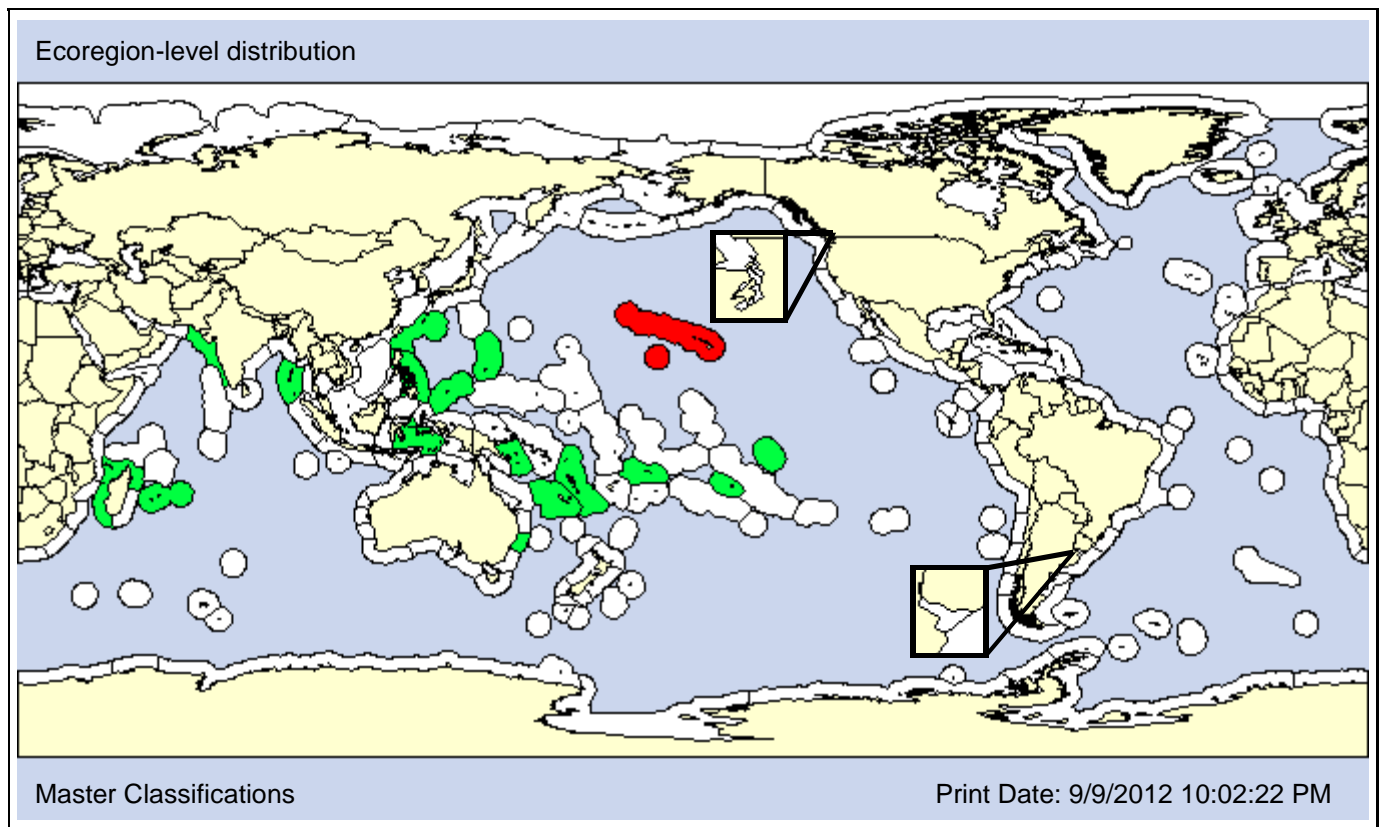 Ecoregion-level distribution
Master Classifications
Print Date: 9/9/2012 10:02:22 PM